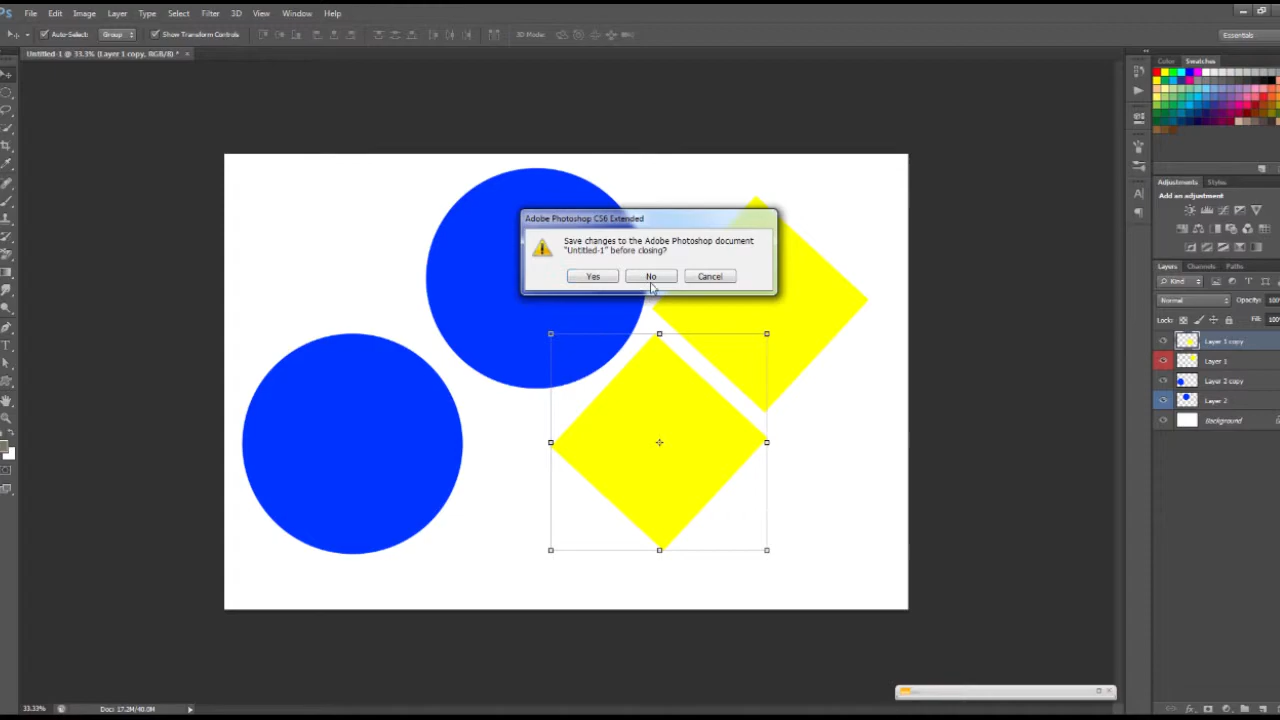 Ps File Edit Image Layer Type Select Filter 3D View Window Help
Auto-Select: Group Show Transform Controls 3D Mode: Essentials
Untitled-1 @ 33.3% (Layer 1 copy, RGB/8) * ×
Color Swatches
Adobe Photoshop CS6 Extended
Save changes to the Adobe Photoshop document
"Untitled-1" before closing?
Yes No Cancel
Adjustments Styles
Add an adjustment
Layers Channels Paths
Kind
Normal Opacity: 100
Lock: Fill: 100
Layer 1 copy
Layer 1
Layer 2 copy
Layer 2
Background
33.33% Doc: 17.2M/40.0M